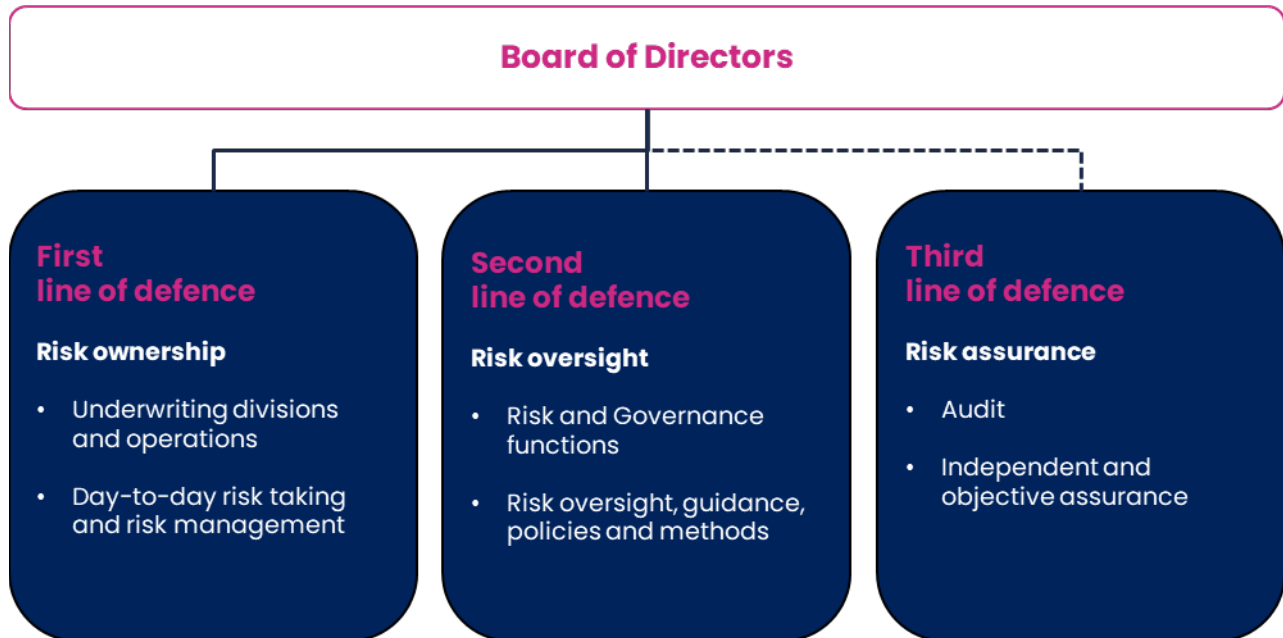 Board of Directors
First
line of defence
Risk ownership
• Underwriting divisions
and operations
• Day-to-day risk taking
and risk management
Second
line of defence
Risk oversight
• Risk and Governance
functions
• Risk oversight, guidance,
policies and methods
Third
line of defence
Risk assurance
• Audit
• Independent and
objective assurance